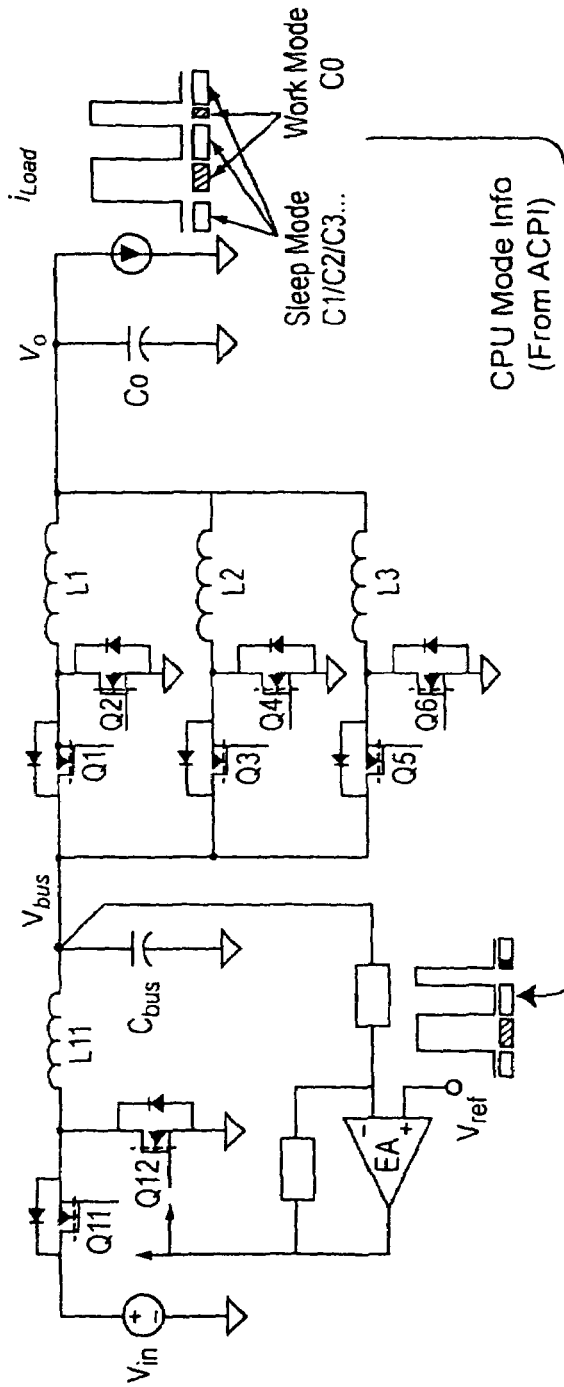 V_in
Q11
Q12
L11
C_bus
V_bus
EA
−
+
V_ref
Q1
Q2
L1
Q3
Q4
L2
Q5
Q6
L3
V_o
Co
i_Load
Sleep Mode
C1/C2/C3...
Work Mode
C0
CPU Mode Info
(From ACPI)
+
−